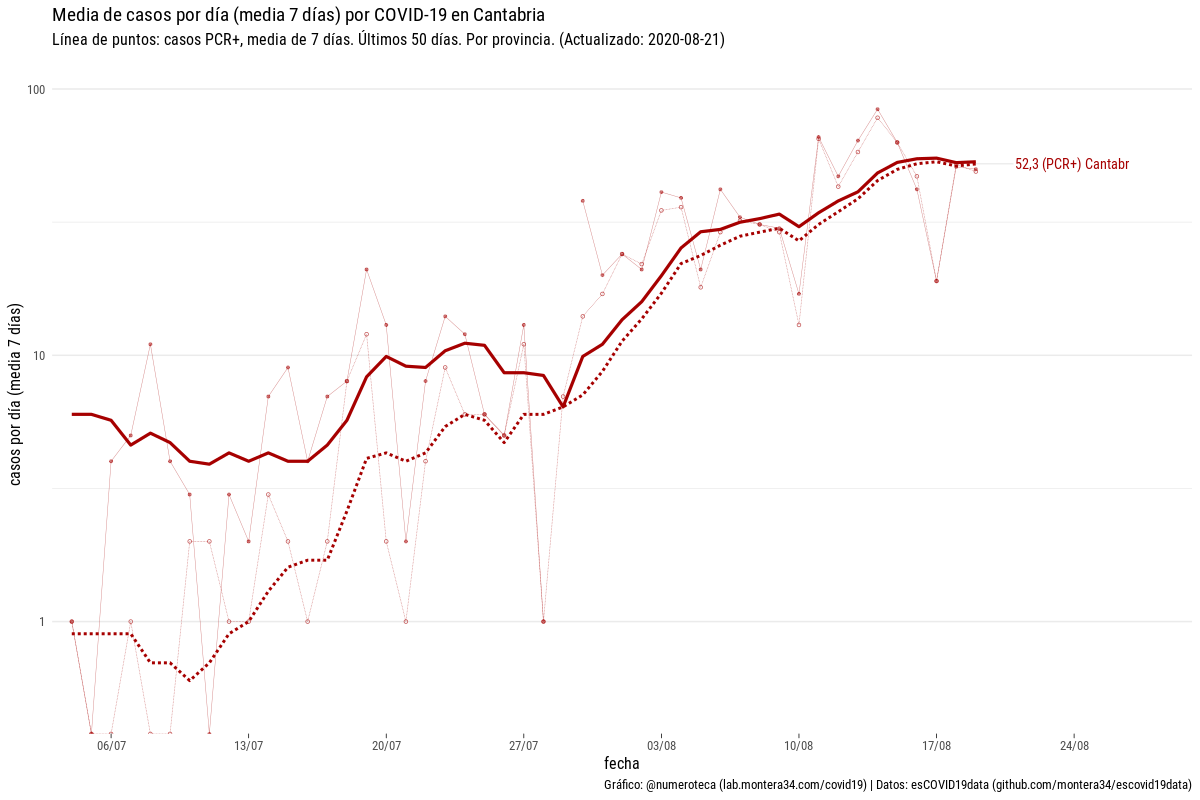 Media de casos por día (media 7 días) por COVID-19 en Cantabria
Línea de puntos: casos PCR+, media de 7 días. Últimos 50 días. Por provincia. (Actualizado: 2020-08-21)
100
10
1
casos por día (media 7 días)
52,3 (PCR+) Cantabr
06/07
13/07
20/07
27/07
03/08
10/08
17/08
24/08
fecha
Gráfico: @numeroteca (lab.montera34.com/covid19) | Datos: esCOVID19data (github.com/montera34/escovid19data)